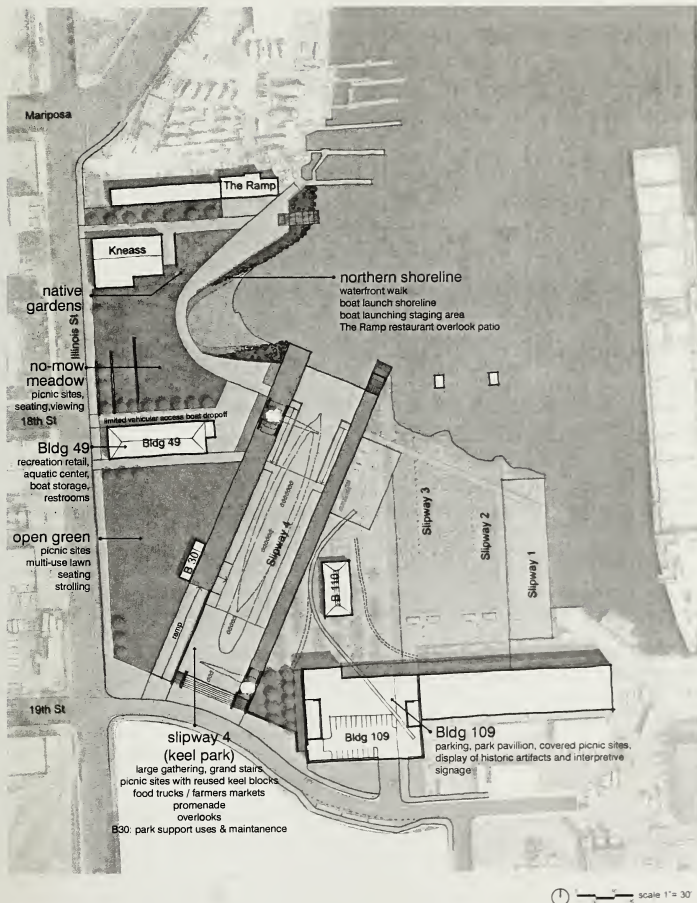 Mariposa
The Ramp
Kneass
native
gardens
Illinois St
northern shoreline
waterfront walk
boat launch shoreline
boat launching staging area
The Ramp restaurant overlook patio
no-mow
meadow
picnic sites,
seating,viewing
18th St
limited vehicular access boat dropoff
Bldg 49
Bldg 49
recreation retail,
aquatic center,
boat storage,
restrooms
open green
picnic sites
multi-use lawn
seating
strolling
B 30
ramp
Slipway 4
B 110
Slipway 3
Slipway 2
Slipway 1
19th St
slipway 4
(keel park)
large gathering, grand stairs
picnic sites with reused keel blocks
food trucks / farmers markets
promenade
overlooks
B30: park support uses & maintanence
Bldg 109
Bldg 109
parking, park pavillion, covered picnic sites,
display of historic artifacts and interpretive
signage
scale 1"= 30'